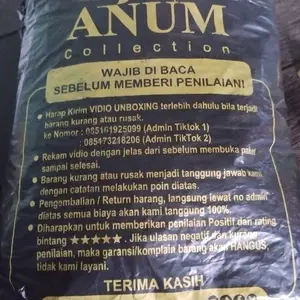 ANUM
Collection
WAJIB DI BACA
SEBELUM MEMBERI PENILAIAN!
Harap Kirim VIDIO UNBOXING terlebih dahulu bila terjadi
barang kurang atau rusak.
ke Nomor : 085161925099 (Admin Tiktok 1)
: 085173218206 (Admin TikTok 2)
Rekam vidio dengan jelas dari sebelum membuka paket
sampai selesai.
Barang kurang atau rusak menjadi tanggung jawab kami
dengan catatan melakukan poin diatas.
Pengembalian / Return barang, langsung lewat no admin
diatas semua biaya akan kami tanggung 100%.
Diharapkan untuk memberikan penilaian Positif dan rating
bintang ★★★★★. Jika ulasan negatif dan kurang
penilaian, maka garansi/komplain barang akan HANGUS,
tidak kami layani.
TERIMA KASIH